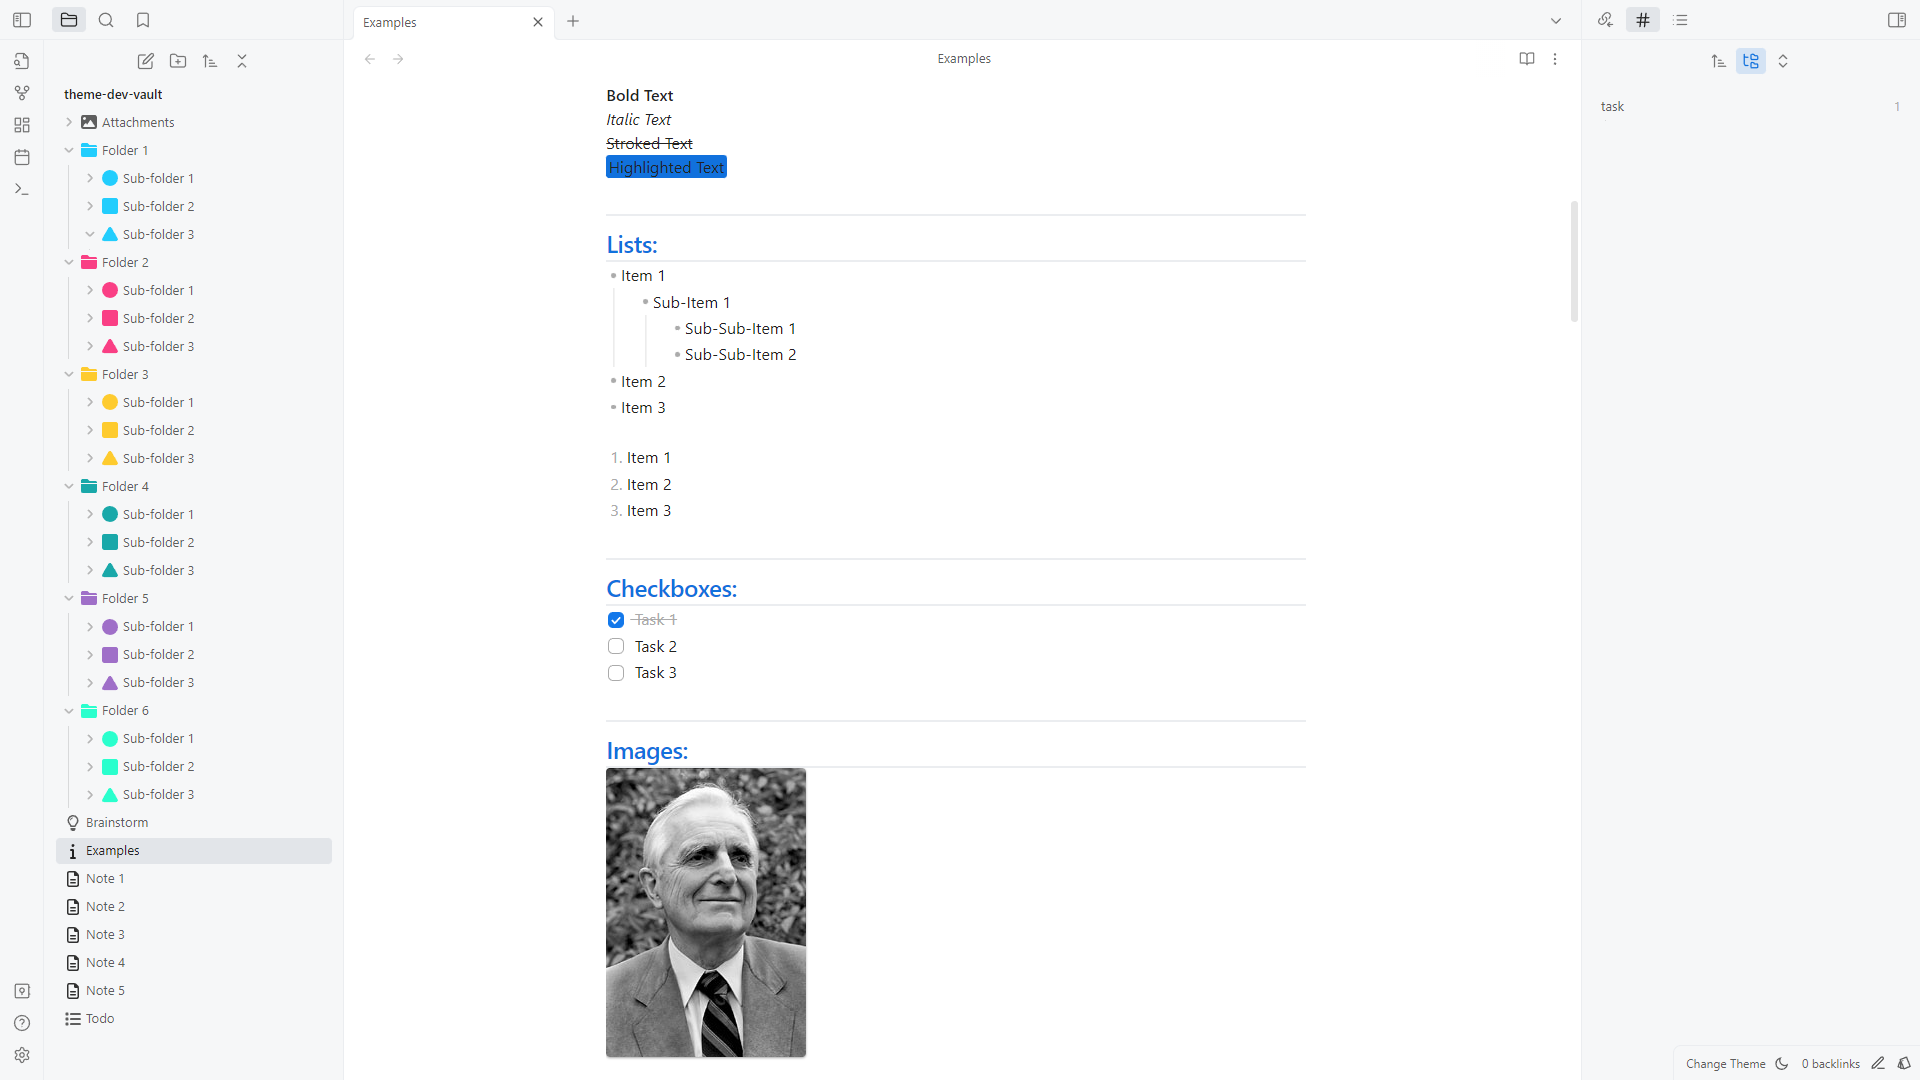 Examples
Examples
theme-dev-vault
Attachments
Folder 1
Sub-folder 1
Sub-folder 2
Sub-folder 3
Folder 2
Sub-folder 1
Sub-folder 2
Sub-folder 3
Folder 3
Sub-folder 1
Sub-folder 2
Sub-folder 3
Folder 4
Sub-folder 1
Sub-folder 2
Sub-folder 3
Folder 5
Sub-folder 1
Sub-folder 2
Sub-folder 3
Folder 6
Sub-folder 1
Sub-folder 2
Sub-folder 3
Brainstorm
Examples
Note 1
Note 2
Note 3
Note 4
Note 5
Todo
Bold Text
Italic Text
Stroked Text
Highlighted Text
Lists:
Item 1
Sub-Item 1
Sub-Sub-Item 1
Sub-Sub-Item 2
Item 2
Item 3
1. Item 1
2. Item 2
3. Item 3
Checkboxes:
Task 1
Task 2
Task 3
Images:
task 1
Change Theme 0 backlinks